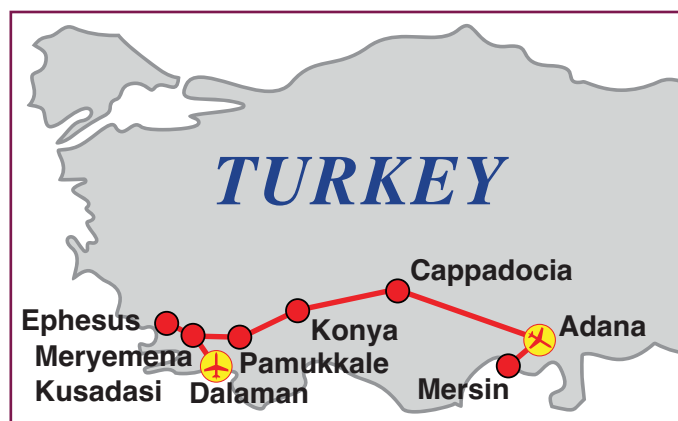 TURKEY
Cappadocia
Ephesus
Konya
Adana
Meryemena
Pamukkale
Kusadasi
Dalaman
Mersin